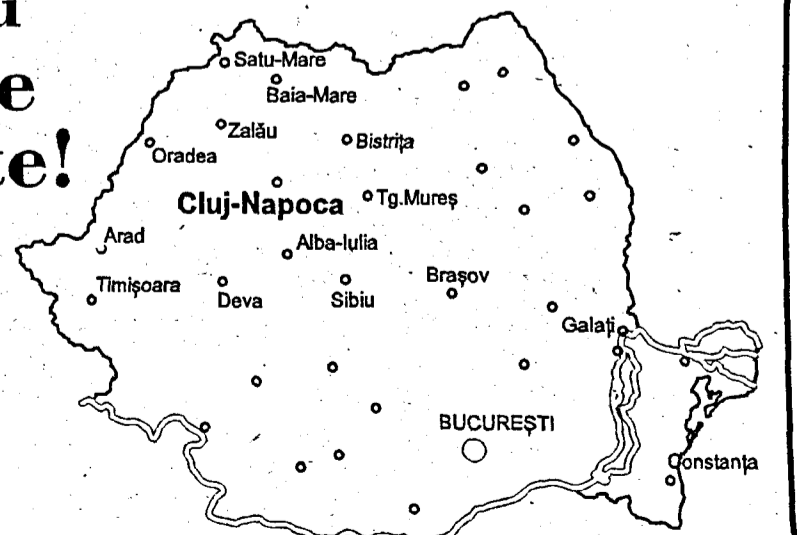 Satu-Mare
Baia-Mare
Zalău
Bistrița
Oradea
Cluj-Napoca
Tg.Mureș
Arad
Alba-Iulia
Timișoara
Deva
Sibiu
Brașov
Galați
BUCUREȘTI
Constanța